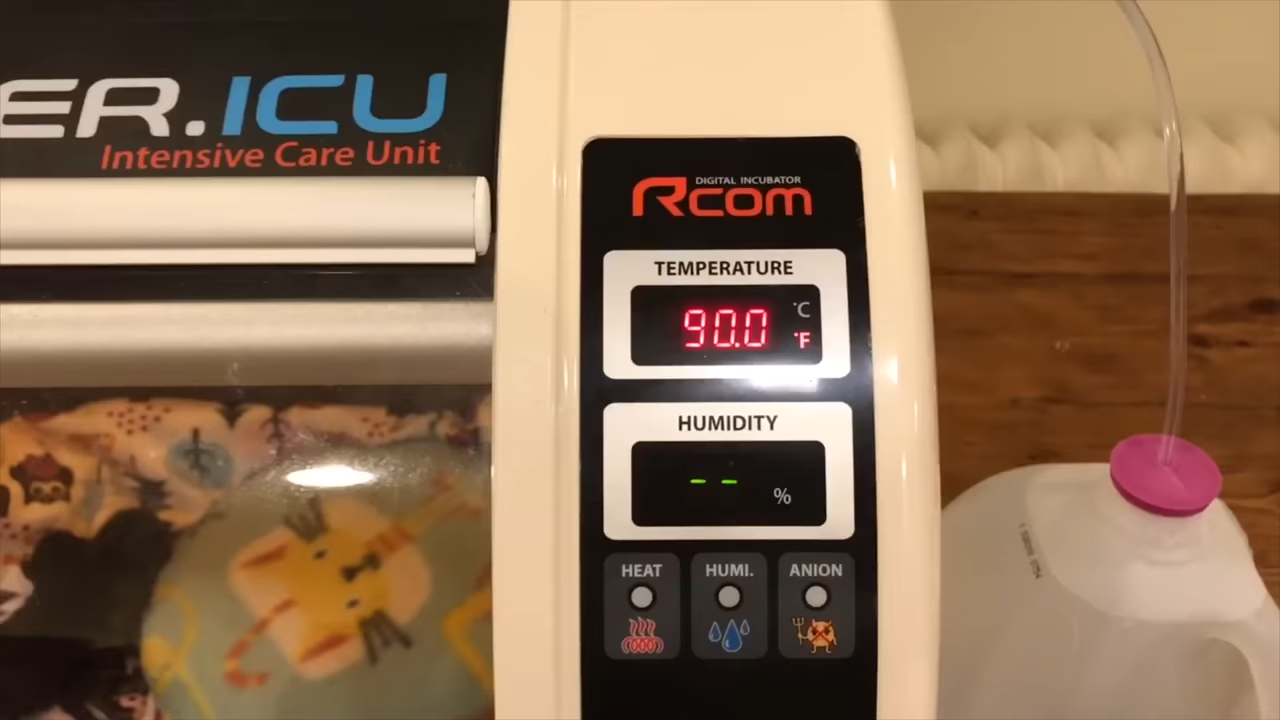 ER.ICU
Intensive Care Unit
DIGITAL INCUBATOR
Rcom
TEMPERATURE
90.0
°C
°F
HUMIDITY
--
%
HEAT
HUMI.
ANION